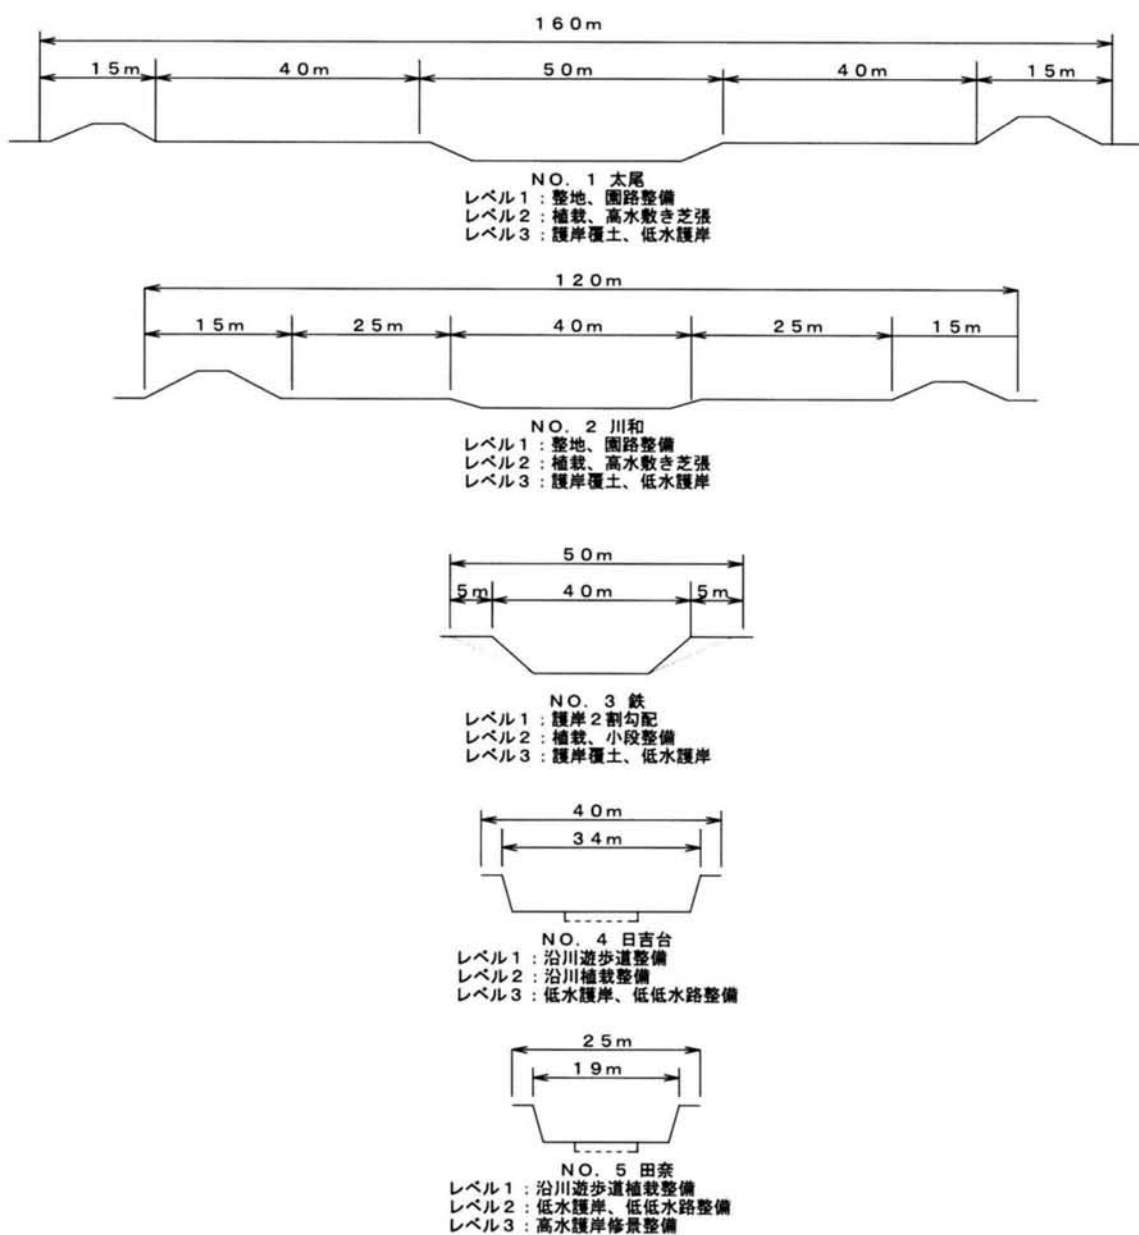 160m
15m 40m 50m 40m 15m
NO. 1 太尾
レベル1:整地、園路整備
レベル2:植栽、高水敷き芝張
レベル3:護岸覆土、低水護岸
120m
15m 25m 40m 25m 15m
NO. 2 川和
レベル1:整地、園路整備
レベル2:植栽、高水敷き芝張
レベル3:護岸覆土、低水護岸
50m
5m 40m 5m
NO. 3 鉄
レベル1:護岸2割勾配
レベル2:植栽、小段整備
レベル3:護岸覆土、低水護岸
40m
34m
NO. 4 日吉台
レベル1:沿川遊歩道整備
レベル2:沿川植栽整備
レベル3:低水護岸、低低水路整備
25m
19m
NO. 5 田奈
レベル1:沿川遊歩道植栽整備
レベル2:低水護岸、低低水路整備
レベル3:高水護岸修景整備